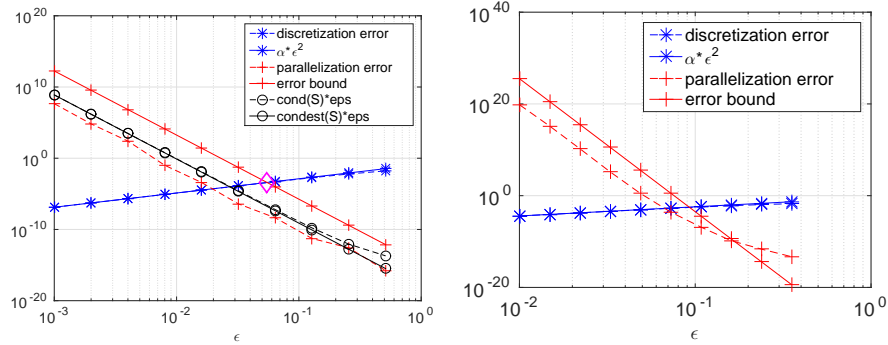 10^20
10^10
10^0
10^-10
10^-20
10^-3
10^-2
10^-1
10^0
ϵ
discretization error
α*ϵ^2
parallelization error
error bound
cond(S)*eps
condest(S)*eps
10^40
10^20
10^0
10^-20
10^-2
10^-1
10^0
ϵ
discretization error
α*ϵ^2
parallelization error
error bound